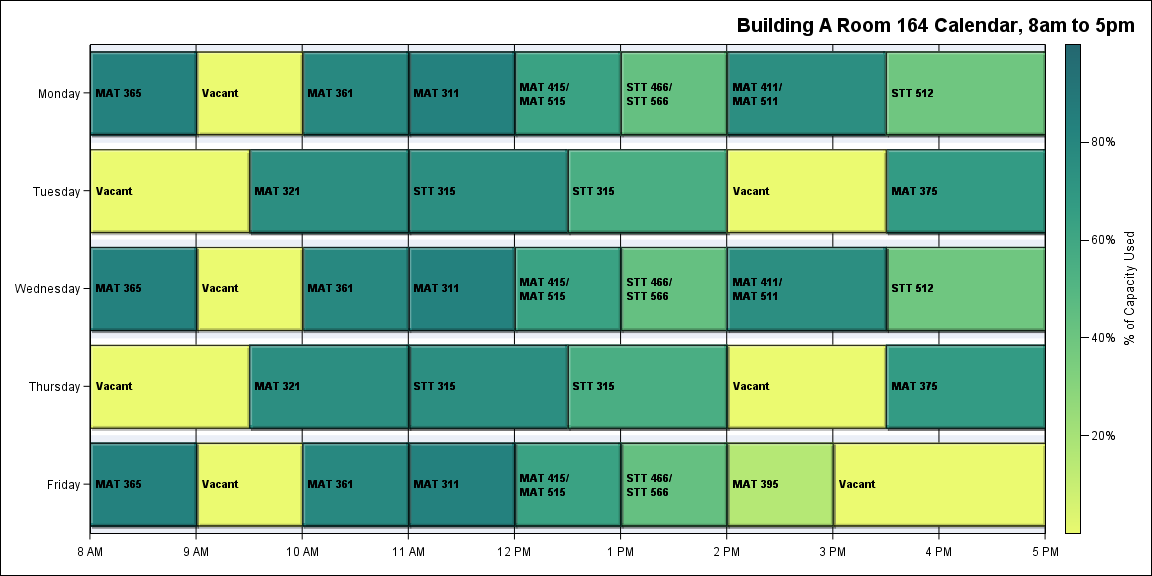 Building A Room 164 Calendar, 8am to 5pm
Monday
MAT 365
Vacant
MAT 361
MAT 311
MAT 415/
MAT 515
STT 466/
STT 566
MAT 411/
MAT 511
STT 512
Tuesday
Vacant
MAT 321
STT 315
STT 315
Vacant
MAT 375
Wednesday
MAT 365
Vacant
MAT 361
MAT 311
MAT 415/
MAT 515
STT 466/
STT 566
MAT 411/
MAT 511
STT 512
Thursday
Vacant
MAT 321
STT 315
STT 315
Vacant
MAT 375
Friday
MAT 365
Vacant
MAT 361
MAT 311
MAT 415/
MAT 515
STT 466/
STT 566
MAT 395
Vacant
8 AM
9 AM
10 AM
11 AM
12 PM
1 PM
2 PM
3 PM
4 PM
5 PM
80%
60%
40%
20%
% of Capacity Used